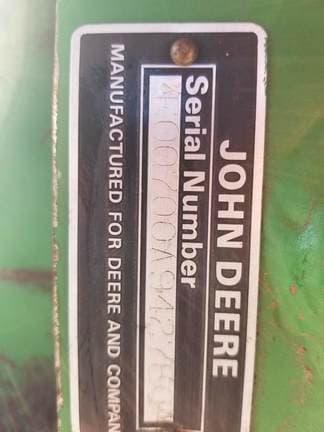 JOHN DEERE
Serial Number
MANUFACTURED FOR DEERE AND COMPAN